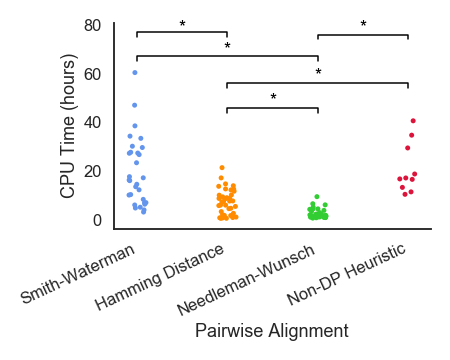 80
60
40
20
0
CPU Time (hours)
*
*
*
*
*
Smith-Waterman
Hamming Distance
Needleman-Wunsch
Non-DP Heuristic
Pairwise Alignment